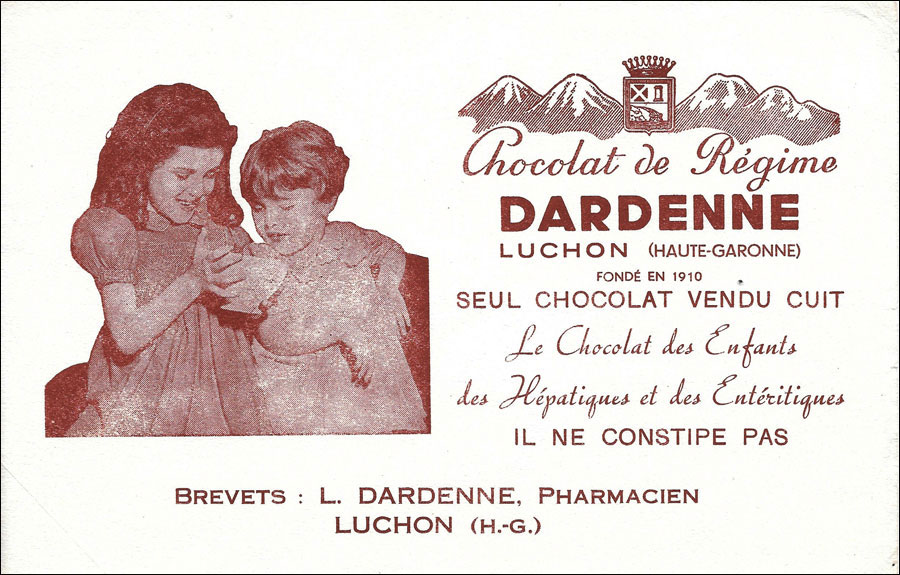 Chocolat de Régime
DARDENNE
LUCHON (HAUTE-GARONNE)
FONDÉ EN 1910
SEUL CHOCOLAT VENDU CUIT
Le Chocolat des Enfants
des Hépatiques et des Entéritiques
IL NE CONSTIPE PAS
BREVETS : L. DARDENNE, PHARMACIEN
LUCHON (H.-G.)